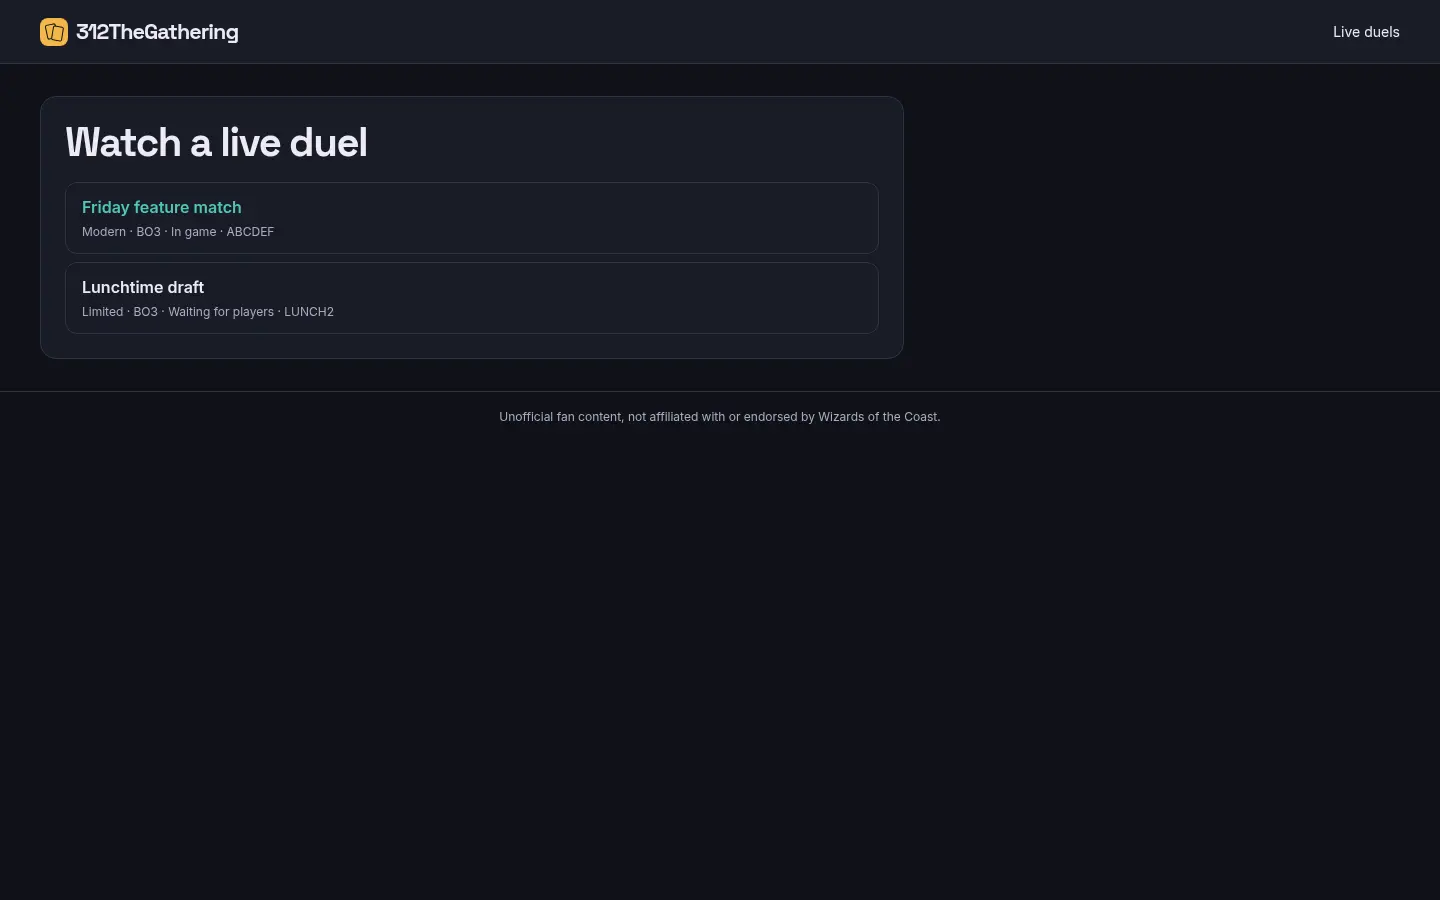 312TheGathering
Live duels
Watch a live duel
Friday feature match
Modern · BO3 · In game · ABCDEF
Lunchtime draft
Limited · BO3 · Waiting for players · LUNCH2
Unofficial fan content, not affiliated with or endorsed by Wizards of the Coast.